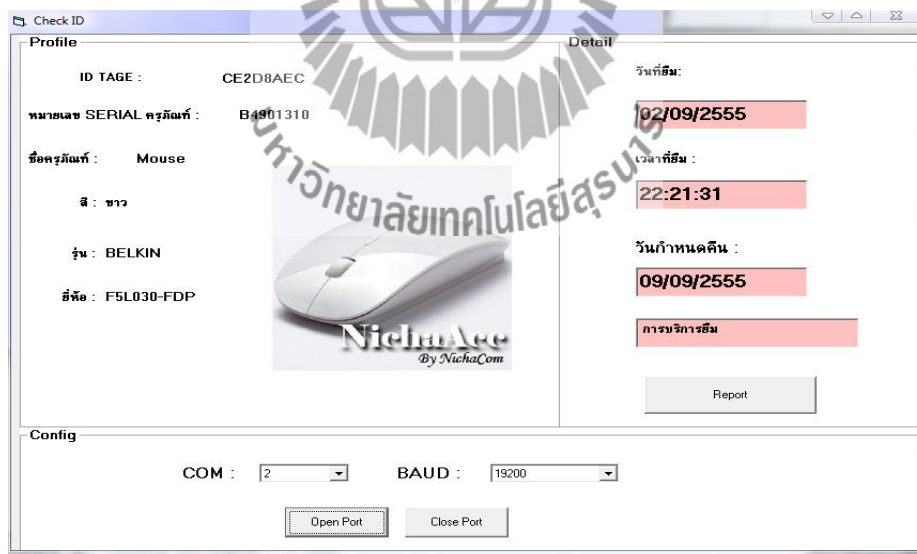 Check ID
Profile
ID TAGE : CE2D8AEC
หมายเลข SERIAL ครุภัณฑ์ : B4901310
ชื่อครุภัณฑ์ : Mouse
สี : ขาว
รุ่น : BELKIN
ยี่ห้อ : F5L030-FDP
NichaAcc
By NichaCom
Detail
วันที่ยืม:
02/09/2555
เวลาที่ยืม :
22:21:31
วันกำหนดคืน :
09/09/2555
การบริการยืม
Report
Config
COM : 2 BAUD : 19200
Open Port Close Port